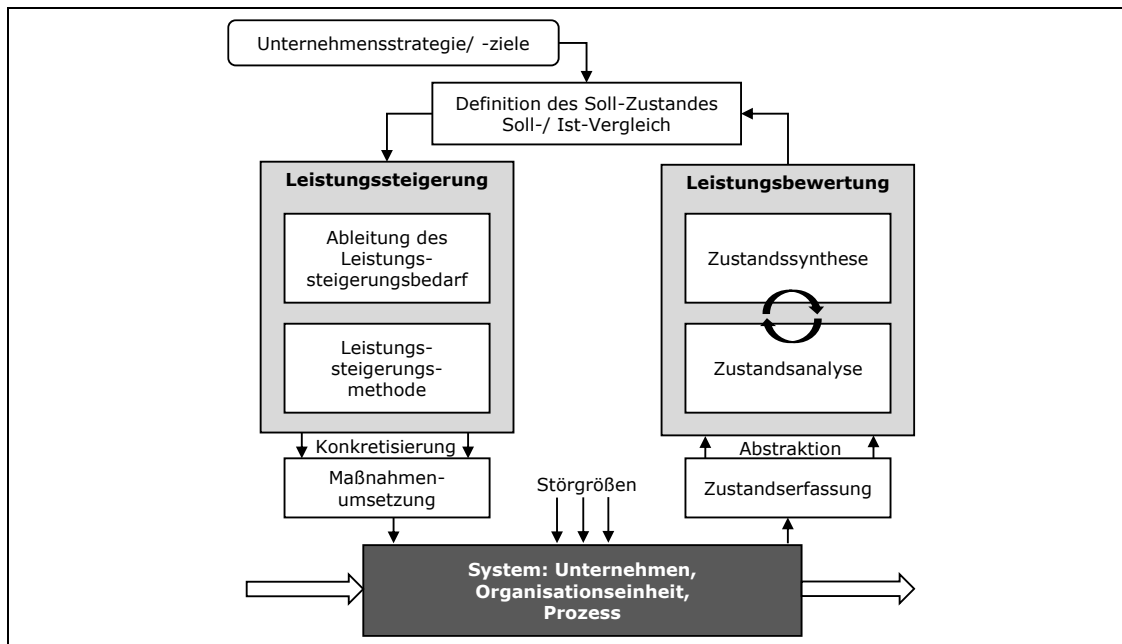 Unternehmensstrategie/ -ziele
Definition des Soll-Zustandes
Soll-/ Ist-Vergleich
Leistungssteigerung
Ableitung des
Leistungs-
steigerungsbedarf
Leistungs-
steigerungs-
methode
Konkretisierung
Maßnahmen-
umsetzung
Störgrößen
Leistungsbewertung
Zustandssynthese
Zustandsanalyse
Abstraktion
Zustandserfassung
System: Unternehmen,
Organisationseinheit,
Prozess